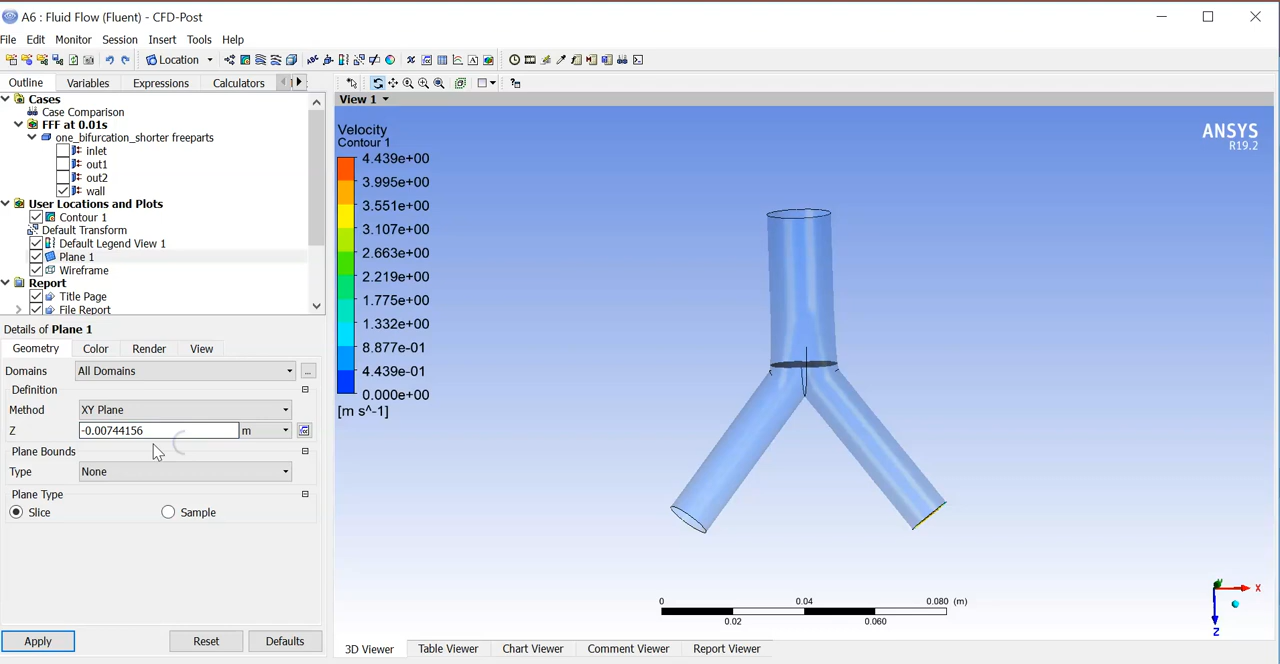 A6 : Fluid Flow (Fluent) - CFD-Post
File Edit Monitor Session Insert Tools Help
Location
Outline Variables Expressions Calculators
Cases
Case Comparison
FFF at 0.01s
one_bifurcation_shorter freeparts
inlet
out1
out2
wall
User Locations and Plots
Contour 1
Default Transform
Default Legend View 1
Plane 1
Wireframe
Report
Title Page
File Report
Details of Plane 1
Geometry Color Render View
Domains All Domains ...
Definition
Method XY Plane
Z -0.00744156 m
Plane Bounds
Type None
Plane Type
Slice Sample
Apply Reset Defaults
View 1
Velocity
Contour 1
4.439e+00
3.995e+00
3.551e+00
3.107e+00
2.663e+00
2.219e+00
1.775e+00
1.332e+00
8.877e-01
4.439e-01
0.000e+00
[m s^-1]
ANSYS
R19.2
0 0.04 0.080 (m)
0.02 0.060
X
Z
3D Viewer Table Viewer Chart Viewer Comment Viewer Report Viewer